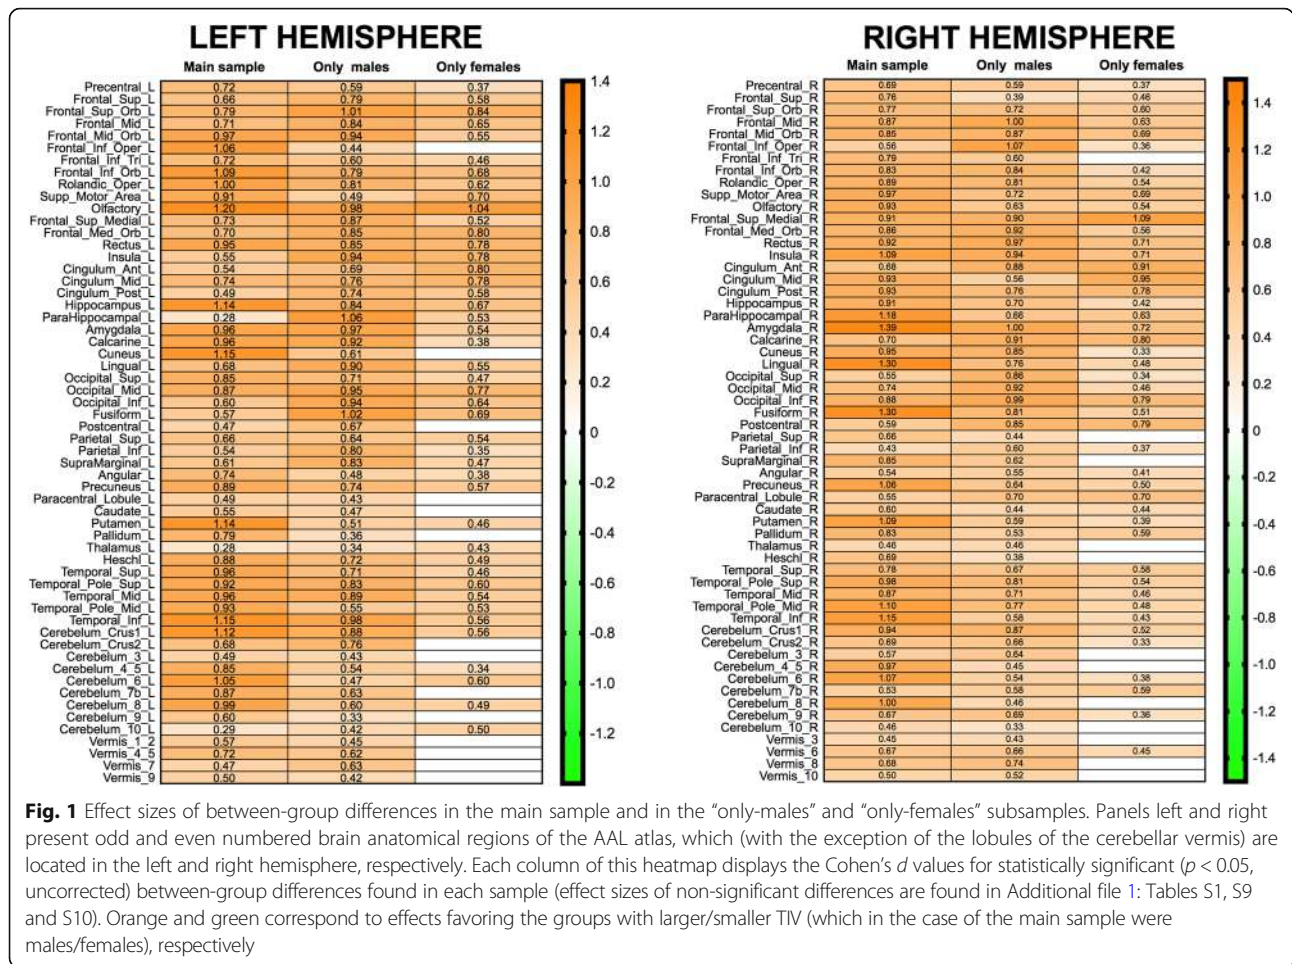 LEFT HEMISPHERE
Main sample Only males Only females
Precentral_L 0.72 0.59 0.37
Frontal_Sup_L 0.66 0.79 0.58
Frontal_Sup_Orb_L 0.79 1.01 0.84
Frontal_Mid_L 0.71 0.84 0.65
Frontal_Mid_Orb_L 0.97 0.94 0.55
Frontal_Inf_Oper_L 1.06 0.44
Frontal_Inf_Tri_L 0.72 0.60 0.46
Frontal_Inf_Orb_L 1.09 0.79 0.68
Rolandic_Oper_L 1.00 0.81 0.62
Supp_Motor_Area_L 0.91 0.49 0.70
Olfactory_L 1.20 0.98 1.04
Frontal_Sup_Medial_L 0.73 0.87 0.52
Frontal_Med_Orb_L 0.70 0.85 0.80
Rectus_L 0.95 0.85 0.78
Insula_L 0.55 0.94 0.78
Cingulum_Ant_L 0.54 0.69 0.80
Cingulum_Mid_L 0.74 0.76 0.78
Cingulum_Post_L 0.49 0.74 0.58
Hippocampus_L 1.14 0.84 0.67
ParaHippocampal_L 0.28 1.06 0.53
Amygdala_L 0.96 0.97 0.54
Calcarine_L 0.96 0.92 0.38
Cuneus_L 1.15 0.61
Lingual_L 0.68 0.90 0.55
Occipital_Sup_L 0.85 0.71 0.47
Occipital_Mid_L 0.87 0.95 0.77
Occipital_Inf_L 0.60 0.94 0.64
Fusiform_L 0.57 1.02 0.69
Postcentral_L 0.47 0.67
Parietal_Sup_L 0.66 0.64 0.54
Parietal_Inf_L 0.54 0.80 0.35
SupraMarginal_L 0.61 0.83 0.47
Angular_L 0.74 0.48 0.38
Precuneus_L 0.89 0.74 0.57
Paracentral_Lobule_L 0.49 0.43
Caudate_L 0.55 0.47
Putamen_L 1.14 0.51 0.46
Pallidum_L 0.79 0.36
Thalamus_L 0.28 0.34 0.43
Heschl_L 0.88 0.72 0.49
Temporal_Sup_L 0.96 0.71 0.46
Temporal_Pole_Sup_L 0.92 0.83 0.60
Temporal_Mid_L 0.96 0.89 0.54
Temporal_Pole_Mid_L 0.93 0.55 0.53
Temporal_Inf_L 1.15 0.98 0.56
Cerebelum_Crus1_L 1.12 0.88 0.56
Cerebelum_Crus2_L 0.68 0.76
Cerebelum_3_L 0.49 0.43
Cerebelum_4_5_L 0.85 0.54 0.34
Cerebelum_6_L 1.05 0.47 0.60
Cerebelum_7b_L 0.87 0.63
Cerebelum_8_L 0.99 0.60 0.49
Cerebelum_9_L 0.60 0.33
Cerebelum_10_L 0.29 0.42 0.50
Vermis_1_2 0.57 0.45
Vermis_4_5 0.72 0.62
Vermis_7 0.47 0.63
Vermis_9 0.50 0.42
1.4
1.2
1.0
0.8
0.6
0.4
0.2
0
-0.2
-0.4
-0.6
-0.8
-1.0
-1.2
RIGHT HEMISPHERE
Main sample Only males Only females
Precentral_R 0.69 0.59 0.37
Frontal_Sup_R 0.76 0.39 0.46
Frontal_Sup_Orb_R 0.77 0.72 0.60
Frontal_Mid_R 0.87 1.00 0.63
Frontal_Mid_Orb_R 0.85 0.87 0.69
Frontal_Inf_Oper_R 0.56 1.07 0.36
Frontal_Inf_Tri_R 0.79 0.60
Frontal_Inf_Orb_R 0.83 0.84 0.42
Rolandic_Oper_R 0.89 0.81 0.54
Supp_Motor_Area_R 0.97 0.72 0.69
Olfactory_R 0.93 0.63 0.54
Frontal_Sup_Medial_R 0.91 0.90 1.09
Frontal_Med_Orb_R 0.86 0.92 0.56
Rectus_R 0.92 0.97 0.71
Insula_R 1.09 0.94 0.71
Cingulum_Ant_R 0.68 0.88 0.91
Cingulum_Mid_R 0.93 0.56 0.95
Cingulum_Post_R 0.93 0.76 0.78
Hippocampus_R 0.91 0.70 0.42
ParaHippocampal_R 1.18 0.66 0.63
Amygdala_R 1.39 1.00 0.72
Calcarine_R 0.70 0.91 0.80
Cuneus_R 0.95 0.85 0.33
Lingual_R 1.30 0.76 0.48
Occipital_Sup_R 0.55 0.86 0.34
Occipital_Mid_R 0.74 0.92 0.46
Occipital_Inf_R 0.88 0.99 0.79
Fusiform_R 1.30 0.81 0.51
Postcentral_R 0.59 0.85 0.79
Parietal_Sup_R 0.66 0.44
Parietal_Inf_R 0.43 0.60 0.37
SupraMarginal_R 0.65 0.62
Angular_R 0.54 0.55 0.41
Precuneus_R 1.06 0.64 0.50
Paracentral_Lobule_R 0.55 0.70 0.70
Caudate_R 0.60 0.44 0.44
Putamen_R 1.09 0.59 0.39
Pallidum_R 0.83 0.53 0.59
Thalamus_R 0.46 0.46
Heschl_R 0.69 0.38
Temporal_Sup_R 0.78 0.67 0.58
Temporal_Pole_Sup_R 0.98 0.81 0.54
Temporal_Mid_R 0.87 0.71 0.46
Temporal_Pole_Mid_R 1.10 0.77 0.48
Temporal_Inf_R 1.15 0.58 0.43
Cerebelum_Crus1_R 0.94 0.87 0.52
Cerebelum_Crus2_R 0.69 0.66 0.33
Cerebelum_3_R 0.57 0.64
Cerebelum_4_5_R 0.97 0.45
Cerebelum_6_R 1.07 0.54 0.38
Cerebelum_7b_R 0.53 0.58 0.59
Cerebelum_8_R 1.00 0.46
Cerebelum_9_R 0.67 0.69 0.36
Cerebelum_10_R 0.46 0.33
Vermis_3 0.45 0.43
Vermis_6 0.67 0.66 0.45
Vermis_8 0.68 0.74
Vermis_10 0.50 0.52
1.4
1.2
1.0
0.8
0.6
0.4
0.2
0
-0.2
-0.4
-0.6
-0.8
-1.0
-1.2
-1.4
Fig. 1 Effect sizes of between-group differences in the main sample and in the “only-males” and “only-females” subsamples. Panels left and right
present odd and even numbered brain anatomical regions of the AAL atlas, which (with the exception of the lobules of the cerebellar vermis) are
located in the left and right hemisphere, respectively. Each column of this heatmap displays the Cohen's d values for statistically significant (p < 0.05,
uncorrected) between-group differences found in each sample (effect sizes of non-significant differences are found in Additional file 1: Tables S1, S9
and S10). Orange and green correspond to effects favoring the groups with larger/smaller TIV (which in the case of the main sample were
males/females), respectively